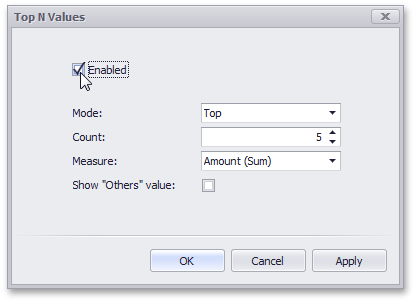 Top N Values
Enabled
Mode: Top
Count: 5
Measure: Amount (Sum)
Show "Others" value:
OK Cancel Apply